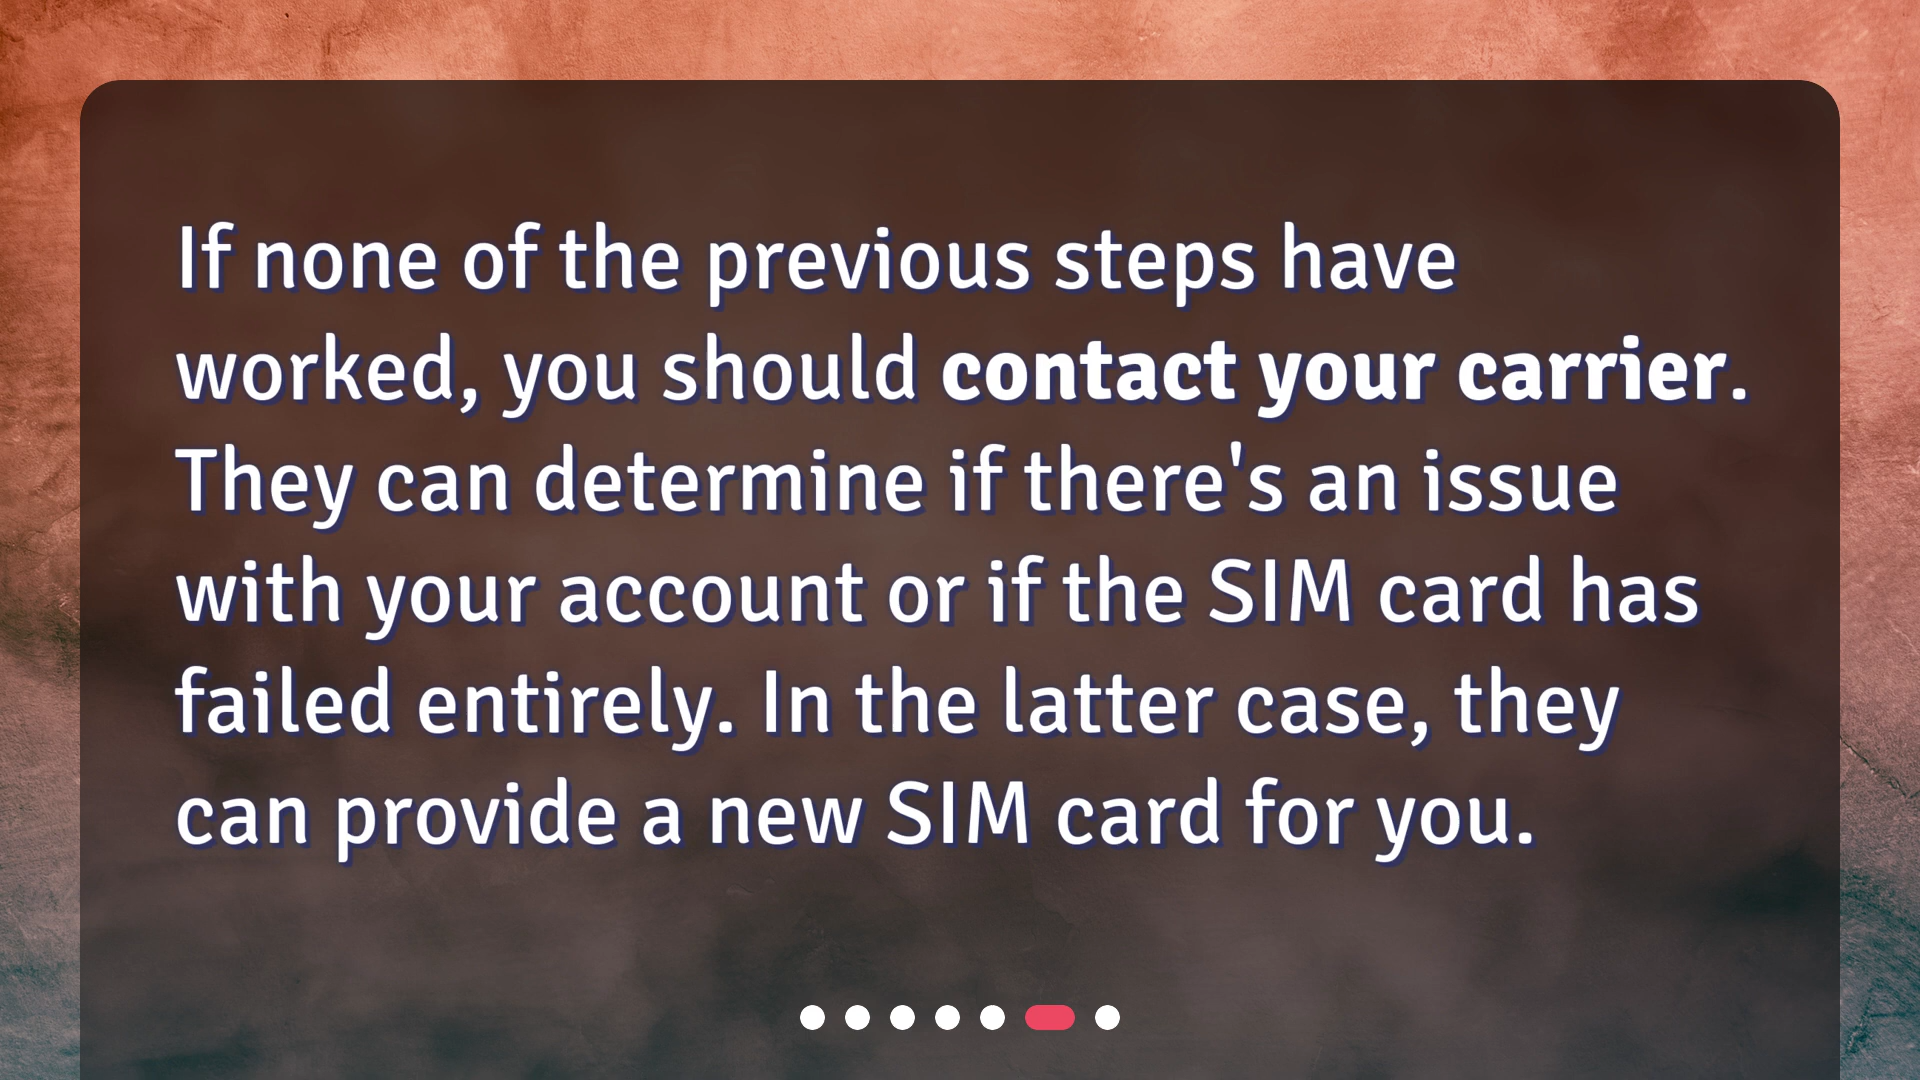 If none of the previous steps have
worked, you should contact your carrier.
They can determine if there's an issue
with your account or if the SIM card has
failed entirely. In the latter case, they
can provide a new SIM card for you.